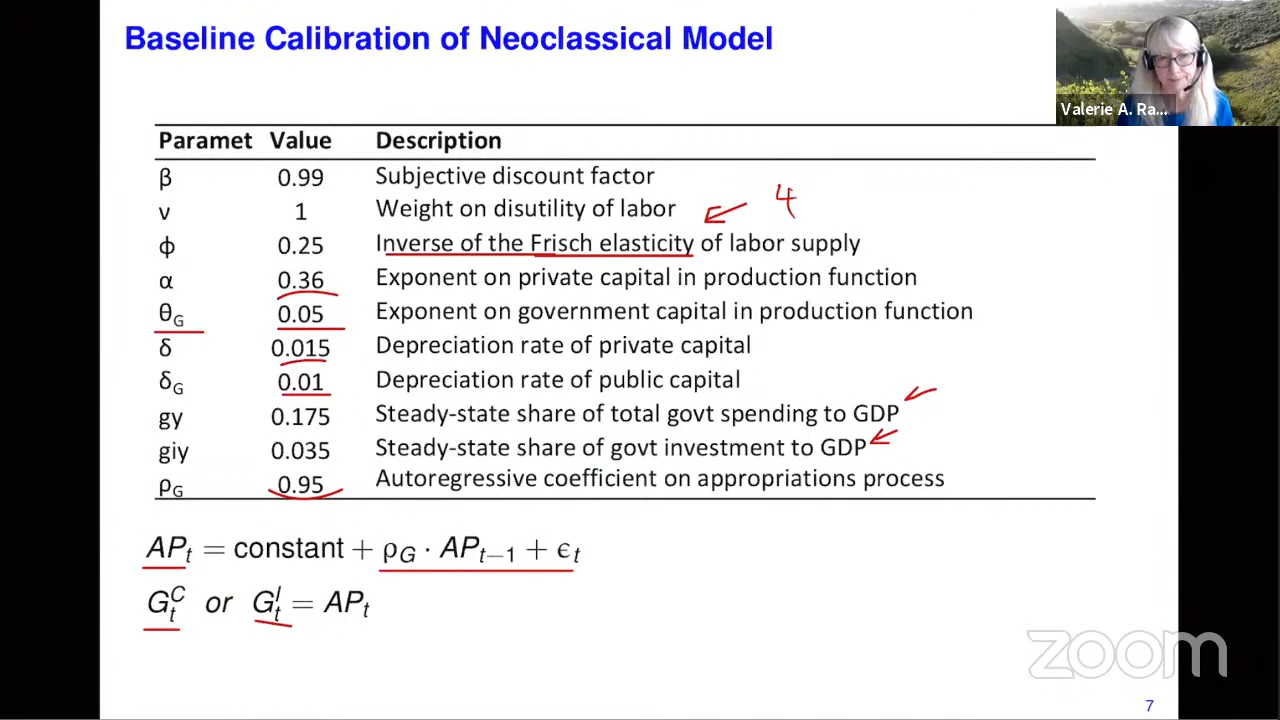 Baseline Calibration of Neoclassical Model
Valerie A. Ra...
Paramet Value Description
β 0.99 Subjective discount factor
ν 1 Weight on disutility of labor
4
ϕ 0.25 Inverse of the Frisch elasticity of labor supply
α 0.36 Exponent on private capital in production function
θG 0.05 Exponent on government capital in production function
δ 0.015 Depreciation rate of private capital
δG 0.01 Depreciation rate of public capital
gy 0.175 Steady-state share of total govt spending to GDP
giy 0.035 Steady-state share of govt investment to GDP
ρG 0.95 Autoregressive coefficient on appropriations process
APt = constant + ρG · APt−1 + ϵt
GtC or GtI = APt
zoom
7